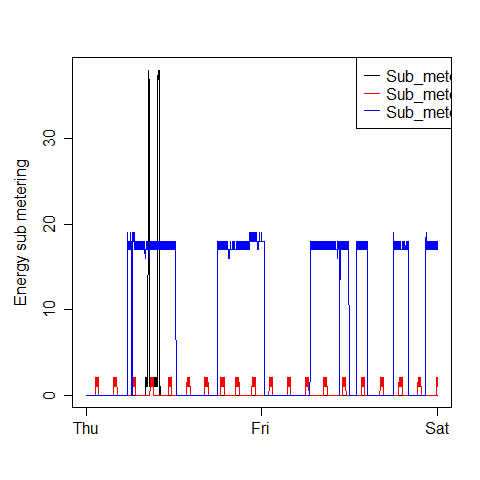 Sub_mete
Sub_mete
Sub_mete
Energy sub metering
0
10
20
30
Thu
Fri
Sat